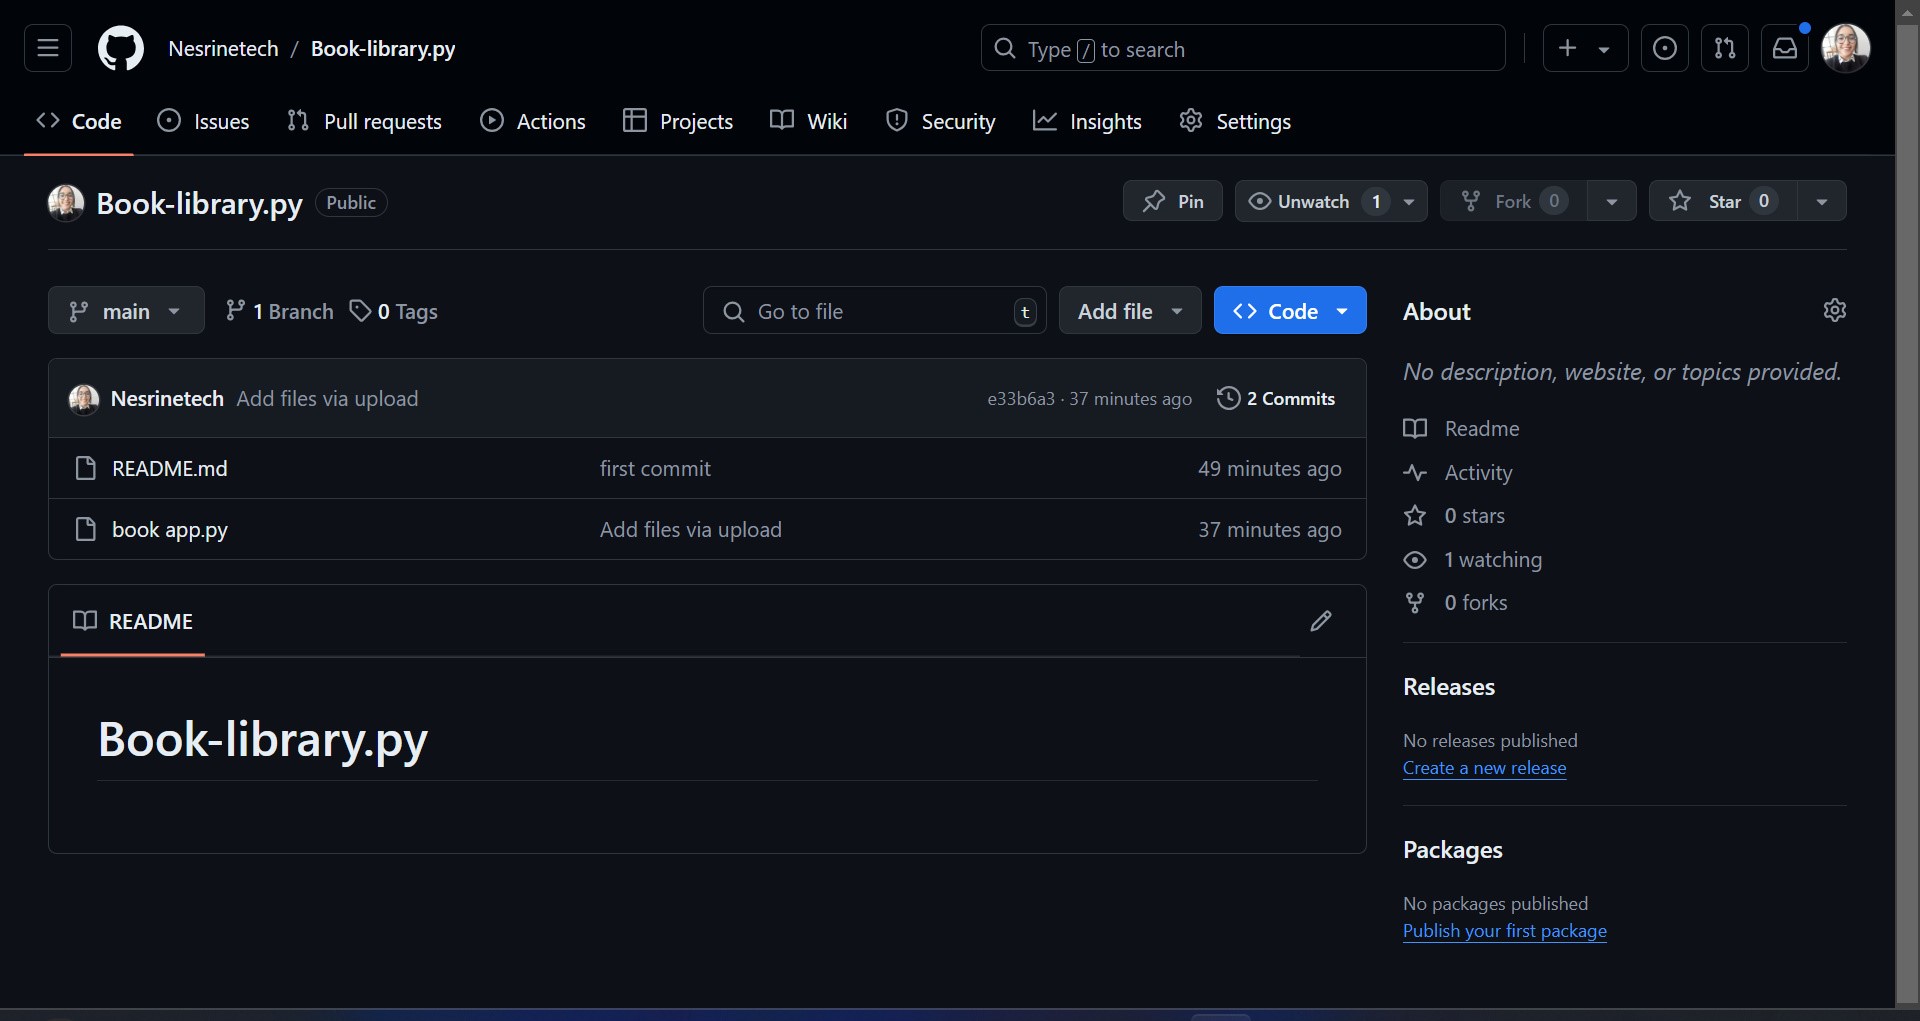 Nesrinetech / Book-library.py
Type / to search
Code Issues Pull requests Actions Projects Wiki Security Insights Settings
Book-library.py Public
Pin Unwatch 1 Fork 0 Star 0
main 1 Branch 0 Tags Go to file t Add file Code
Nesrinetech Add files via upload e33b6a3 · 37 minutes ago 2 Commits
README.md first commit 49 minutes ago
book app.py Add files via upload 37 minutes ago
README
Book-library.py
About
No description, website, or topics provided.
Readme
Activity
0 stars
1 watching
0 forks
Releases
No releases published
Create a new release
Packages
No packages published
Publish your first package